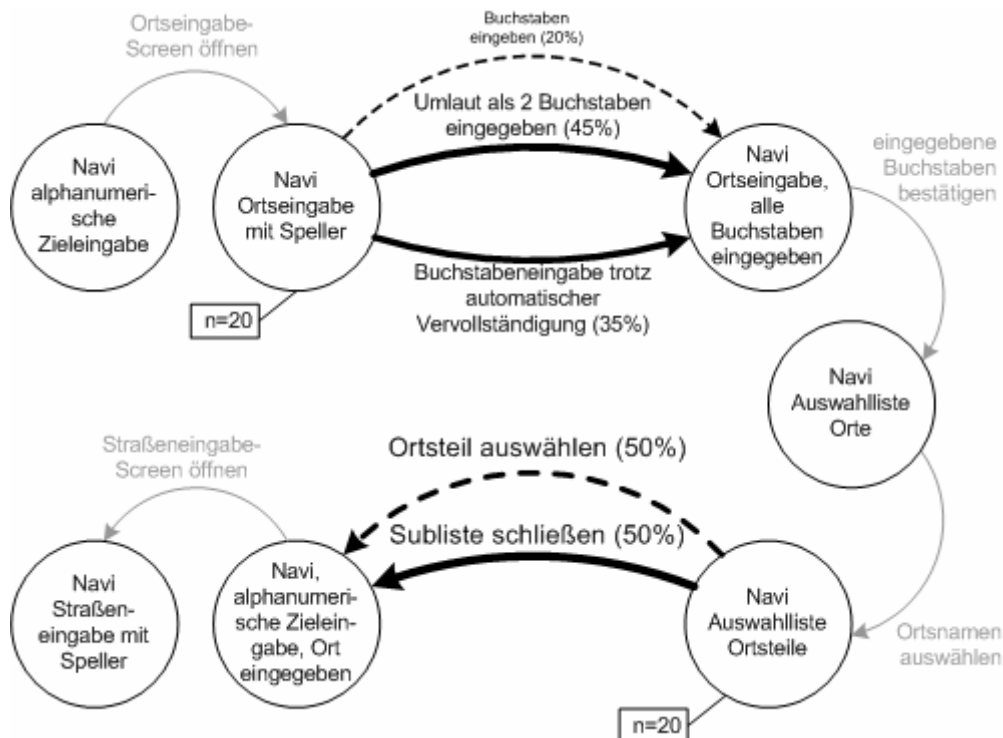 Ortseingabe-
Screen öffnen
Buchstaben
eingeben (20%)
Umlaut als 2 Buchstaben
eingegeben (45%)
Navi
alphanumeri-
sche
Zieleingabe
Navi
Ortseingabe
mit Speller
Navi
Ortseingabe,
alle
Buchstaben
eingegeben
eingegebene
Buchstaben
bestätigen
Buchstabeneingabe trotz
automatischer
Vervollständigung (35%)
n=20
Navi
Auswahlliste
Orte
Straßeneingabe-
Screen öffnen
Ortsteil auswählen (50%)
Subliste schließen (50%)
Navi
Straßen-
eingabe mit
Speller
Navi,
alphanumeri-
sche Zielein-
gabe, Ort
eingegeben
Navi
Auswahlliste
Ortsteile
Ortsnamen
auswählen
n=20